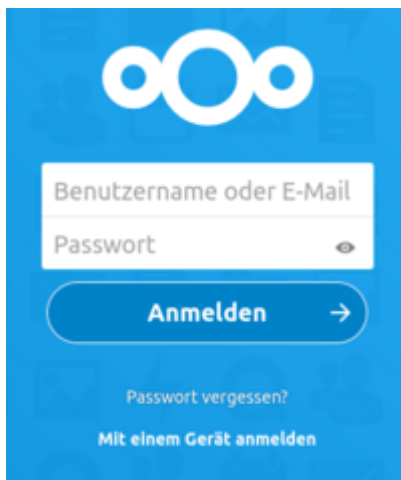 Benutzername oder E-Mail
Passwort
Anmelden
Passwort vergessen?
Mit einem Gerät anmelden